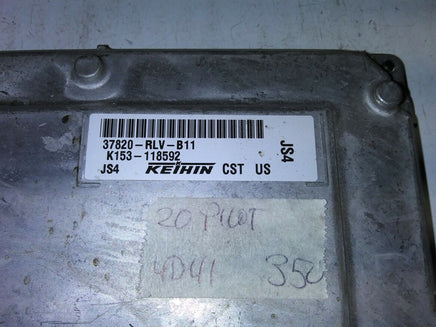 37820-RLV-B11
K153-118592
JS4 KEIHIN CST US
JS4
20 PILOT
4D41 350